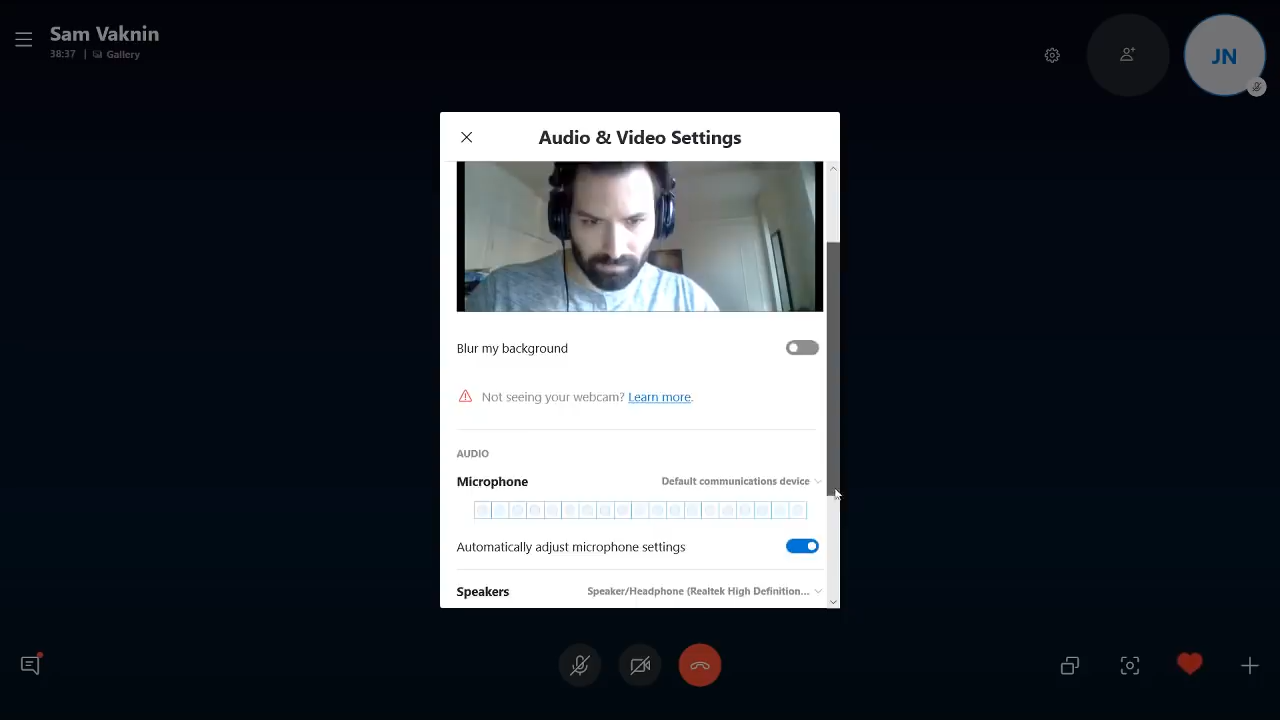 Sam Vaknin
38:37 | Gallery
JN
Audio & Video Settings
Blur my background
Not seeing your webcam? Learn more.
AUDIO
Microphone Default communications device
Automatically adjust microphone settings
Speakers Speaker/Headphone (Realtek High Definition...